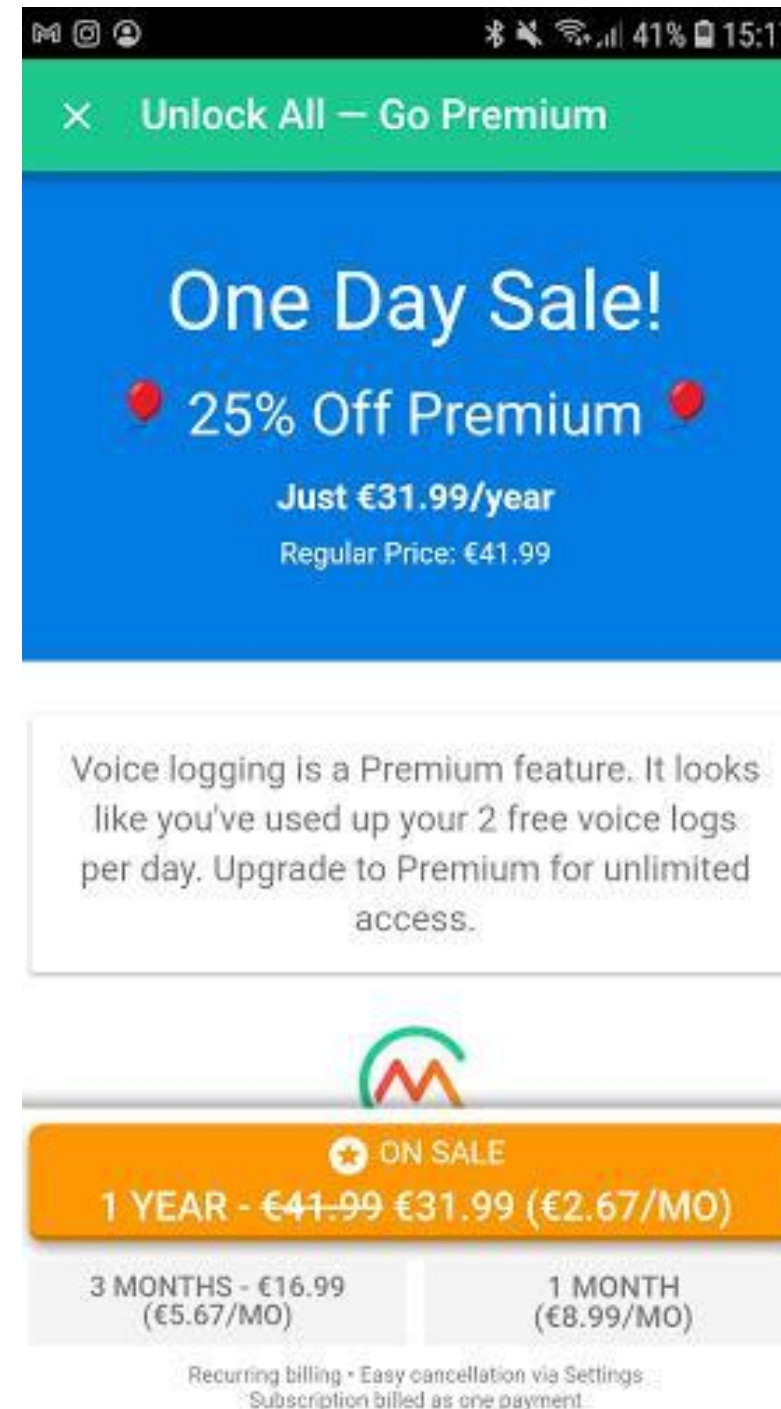 41% 15:1
× Unlock All — Go Premium
One Day Sale!
25% Off Premium
Just €31.99/year
Regular Price: €41.99
Voice logging is a Premium feature. It looks
like you've used up your 2 free voice logs
per day. Upgrade to Premium for unlimited
access.
ON SALE
1 YEAR - €41.99 €31.99 (€2.67/MO)
3 MONTHS - €16.99
(€5.67/MO)
1 MONTH
(€8.99/MO)
Recurring billing • Easy cancellation via Settings
Subscription billed as one payment